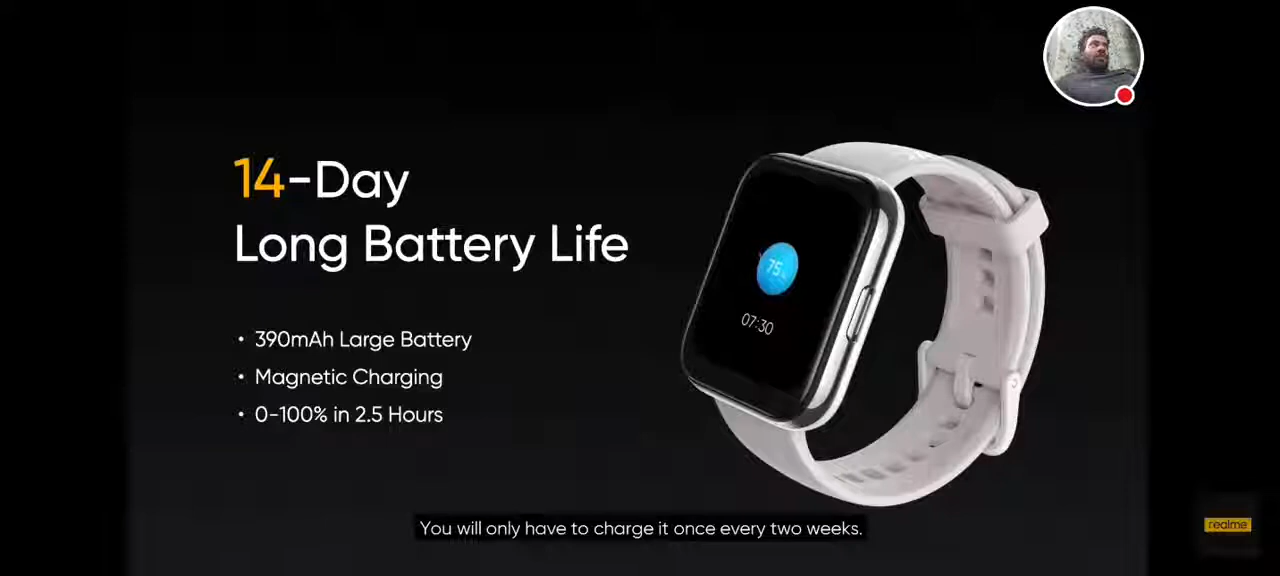 14-Day
Long Battery Life
• 390mAh Large Battery
• Magnetic Charging
• 0-100% in 2.5 Hours
75%
07:30
You will only have to charge it once every two weeks.
realme